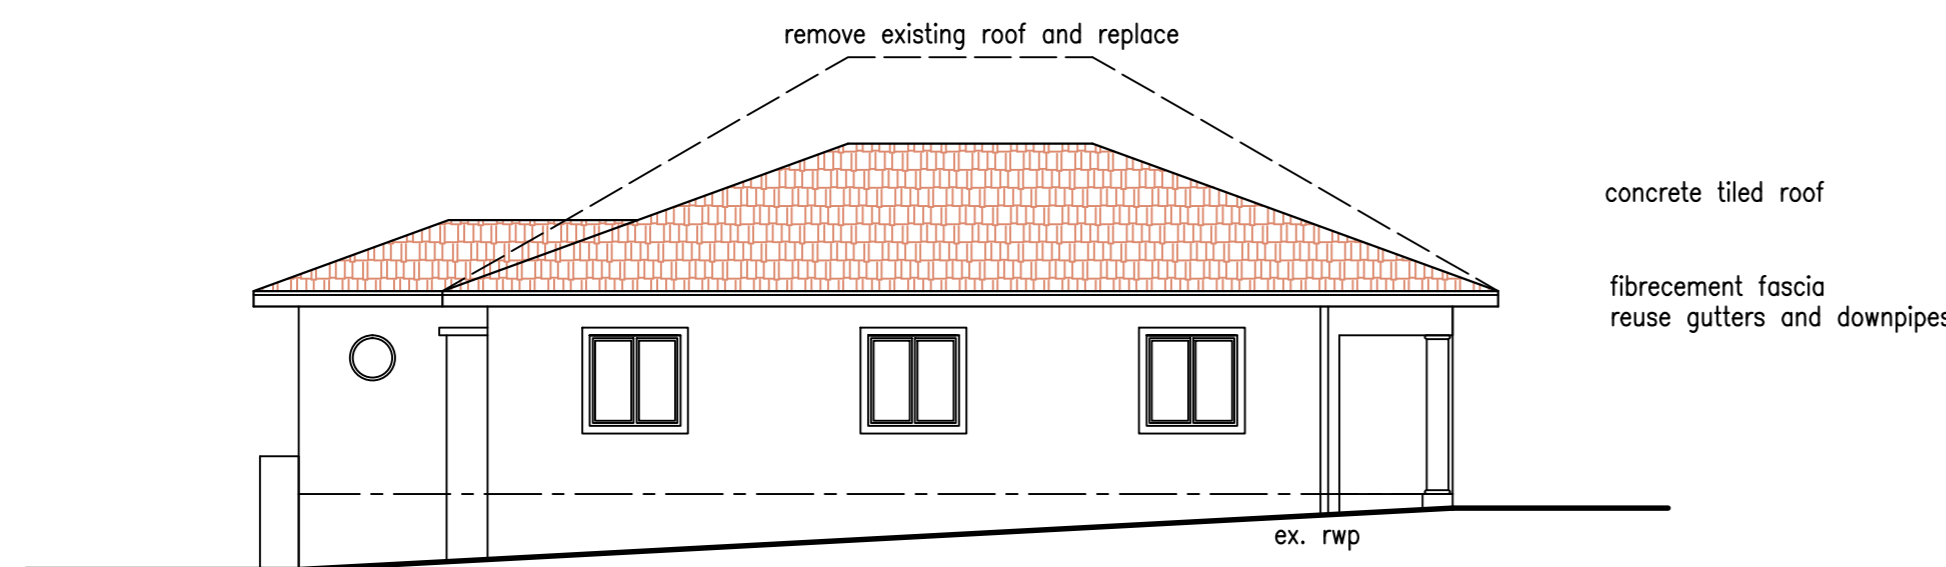 remove existing roof and replace
concrete tiled roof
fibrecement fascia
reuse gutters and downpipes
ex. rwp